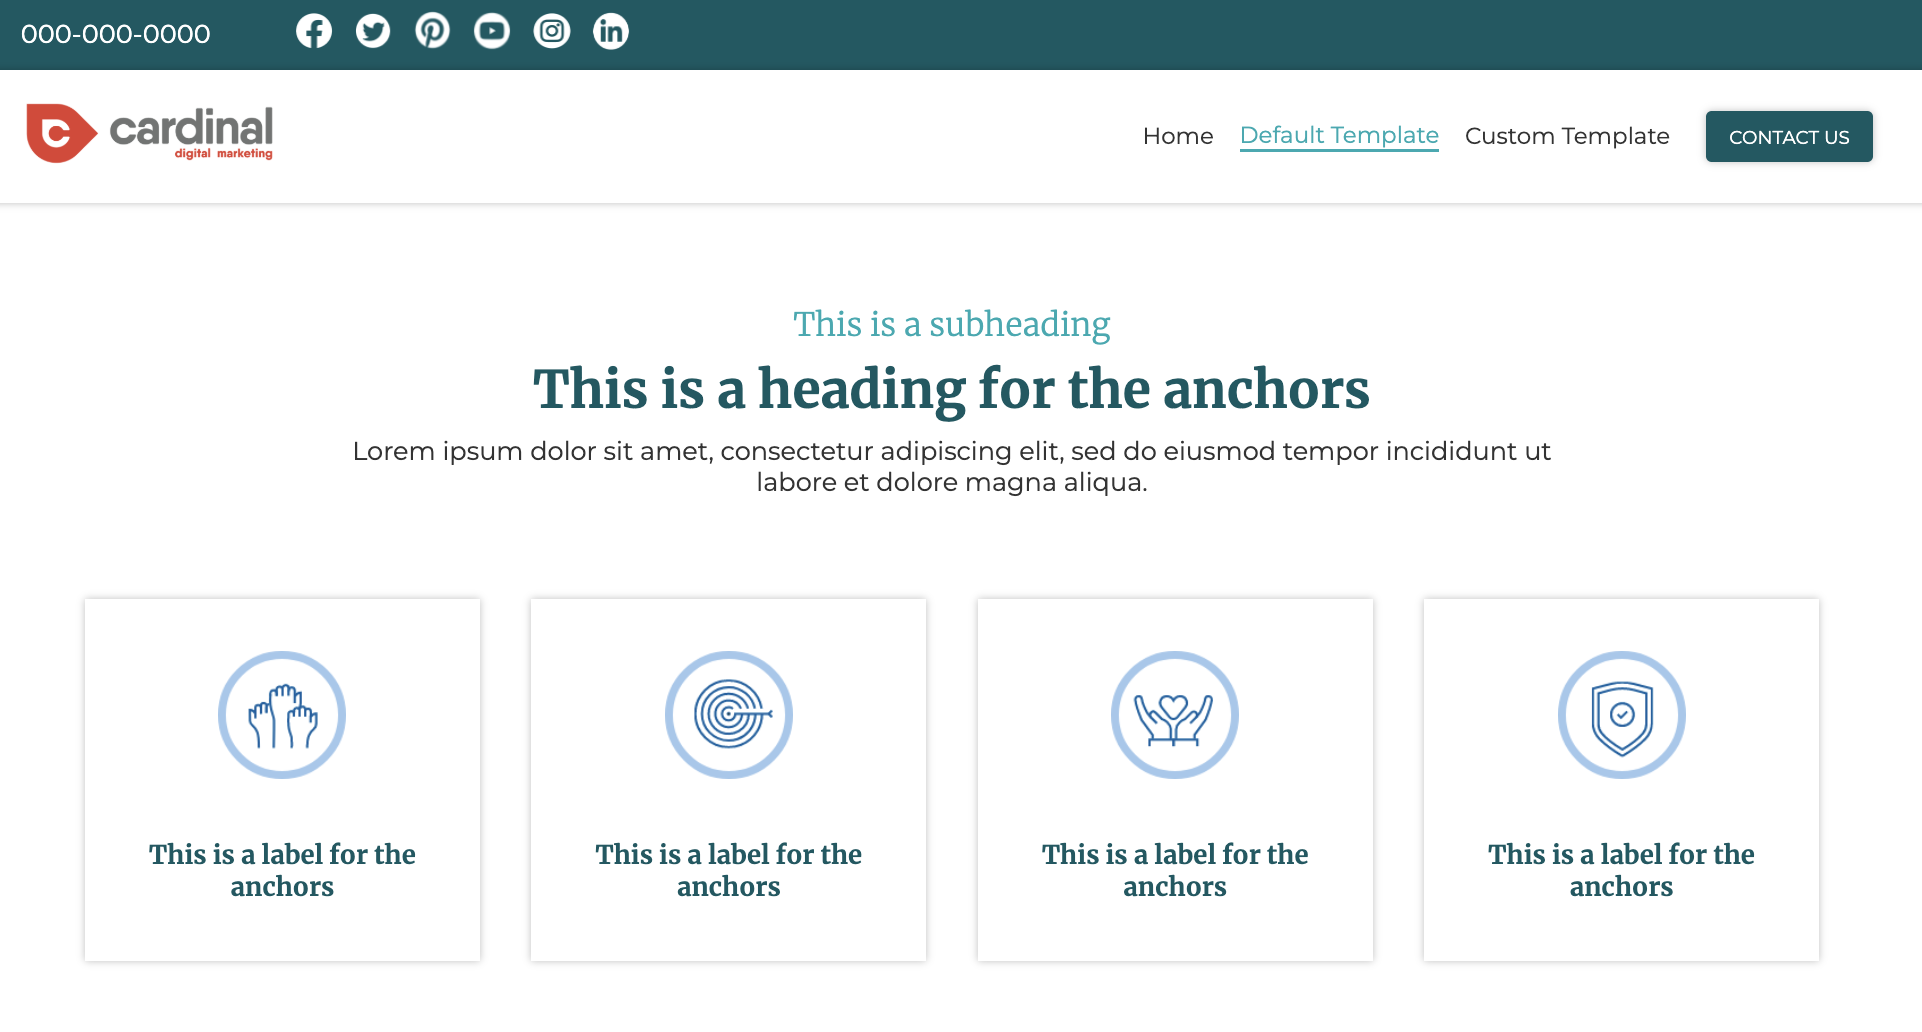 000-000-0000
cardinal
digital marketing
Home
Default Template
Custom Template
CONTACT US
This is a subheading
This is a heading for the anchors
Lorem ipsum dolor sit amet, consectetur adipiscing elit, sed do eiusmod tempor incididunt ut
labore et dolore magna aliqua.
This is a label for the
anchors
This is a label for the
anchors
This is a label for the
anchors
This is a label for the
anchors